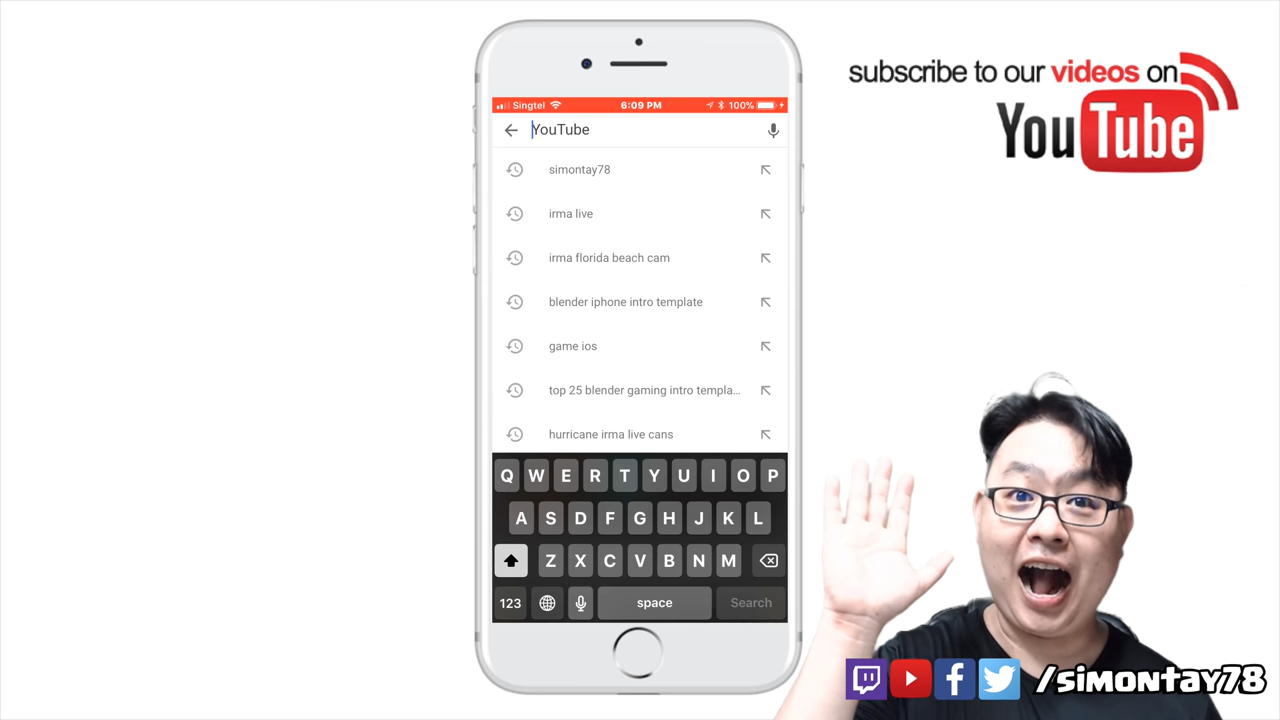 Singtel 6:09 PM 100%
YouTube
simontay78
irma live
irma florida beach cam
blender iphone intro template
game ios
top 25 blender gaming intro templa...
hurricane irma live cans
Q W E R T Y U I O P
A S D F G H J K L
Z X C V B N M
123 space Search
subscribe to our videos on
YouTube
/simontay78